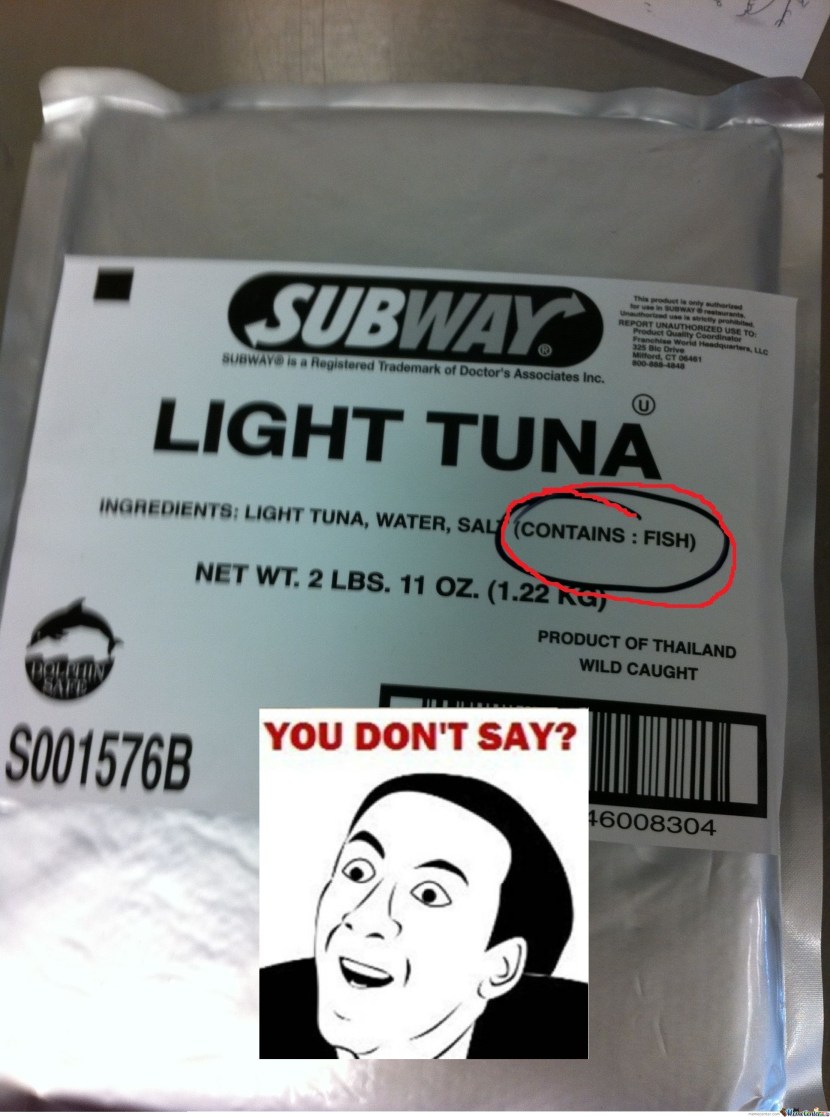 SUBWAY®
SUBWAY® is a Registered Trademark of Doctor's Associates Inc.
This product is only authorized
for use in SUBWAY® restaurants.
Unauthorized use is strictly prohibited.
REPORT UNAUTHORIZED USE TO:
Product Quality Coordinator
Franchise World Headquarters, LLC
325 Bic Drive
Milford, CT 06461
800-888-4848
U
LIGHT TUNA
INGREDIENTS: LIGHT TUNA, WATER, SALT (CONTAINS : FISH)
NET WT. 2 LBS. 11 OZ. (1.22 KG)
PRODUCT OF THAILAND
WILD CAUGHT
DOLPHIN
SAFE
S001576B
46008304
YOU DON'T SAY?